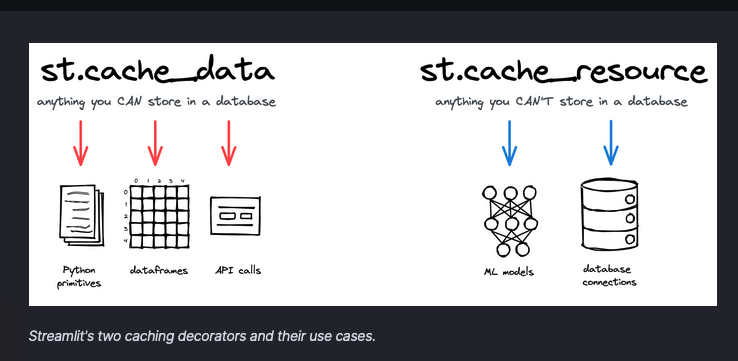 st.cache_data
anything you CAN store in a database
0 1 2 3 4
0
1
2
3
4
Python
primitives
dataframes
API calls
st.cache_resource
anything you CAN'T store in a database
ML models
database
connections
Streamlit's two caching decorators and their use cases.